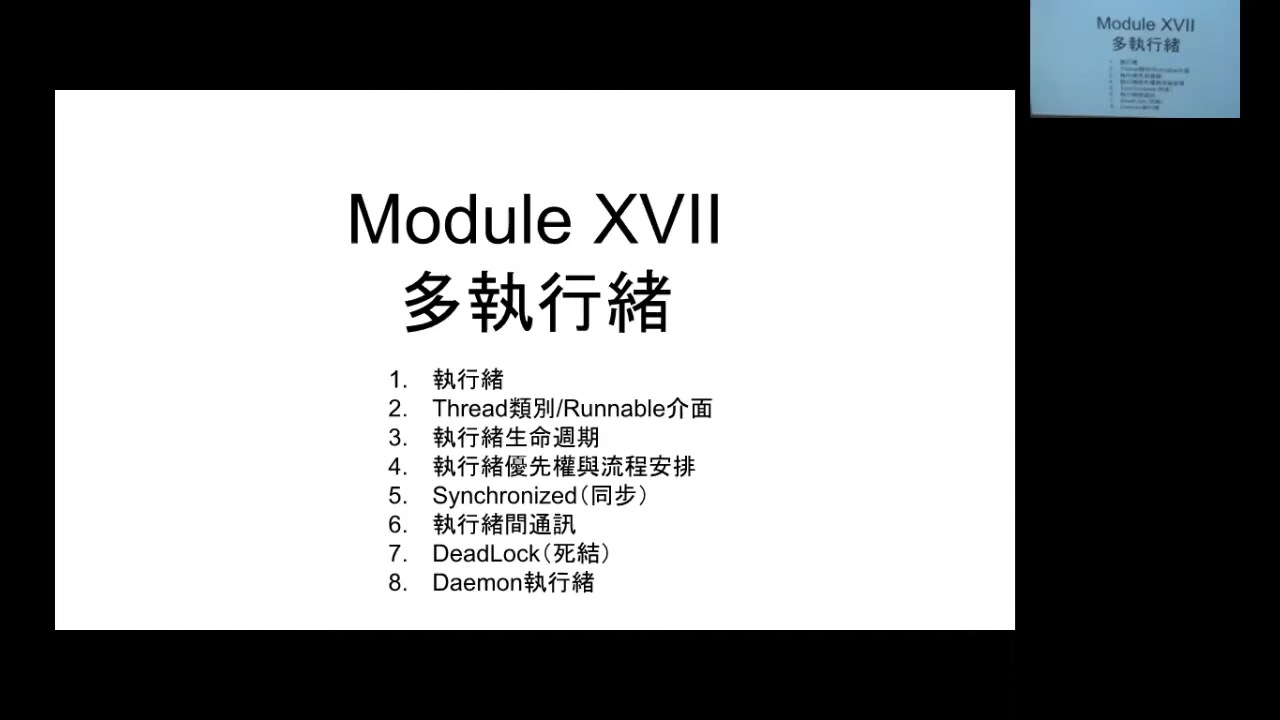 Module XVII
多執行緒
1. 執行緒
2. Thread類別/Runnable介面
3. 執行緒生命週期
4. 執行緒優先權與流程安排
5. Synchronized（同步）
6. 執行緒間通訊
7. DeadLock（死結）
8. Daemon執行緒
Module XVII
多執行緒